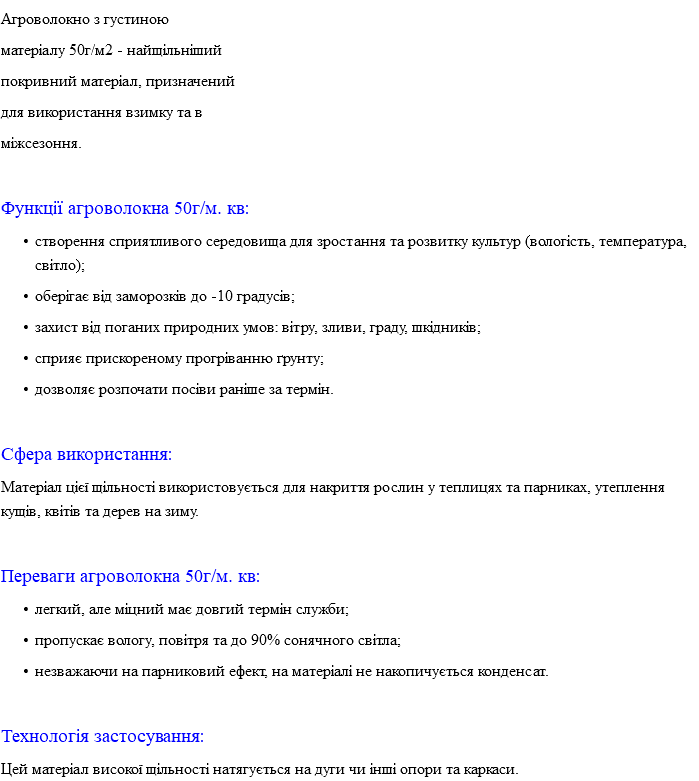 Агроволокно з густиною
матеріалу 50г/м2 - найщільніший
покривний матеріал, призначений
для використання взимку та в
міжсезоння.
Функції агроволокна 50г/м. кв:
• створення сприятливого середовища для зростання та розвитку культур (вологість, температура,
світло);
• оберігає від заморозків до -10 градусів;
• захист від поганих природних умов: вітру, зливи, граду, шкідників;
• сприяє прискореному прогріванню ґрунту;
• дозволяє розпочати посіви раніше за термін.
Сфера використання:
Матеріал цієї щільності використовується для накриття рослин у теплицях та парниках, утеплення
кущів, квітів та дерев на зиму.
Переваги агроволокна 50г/м. кв:
• легкий, але міцний має довгий термін служби;
• пропускає вологу, повітря та до 90% сонячного світла;
• незважаючи на парниковий ефект, на матеріалі не накопичується конденсат.
Технологія застосування:
Цей матеріал високої щільності натягується на дуги чи інші опори та каркаси.